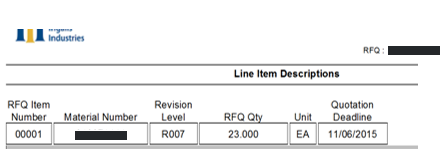 Industries
RFQ :
Line Item Descriptions
RFQ Item Number Material Number Revision Level RFQ Qty Unit Quotation Deadline
00001 R007 23.000 EA 11/06/2015